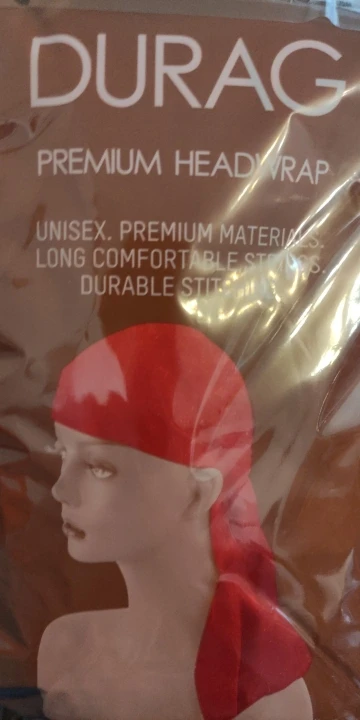 DURAG
PREMIUM HEADWRAP
UNISEX. PREMIUM MATERIALS.
LONG COMFORTABLE
DURABLE